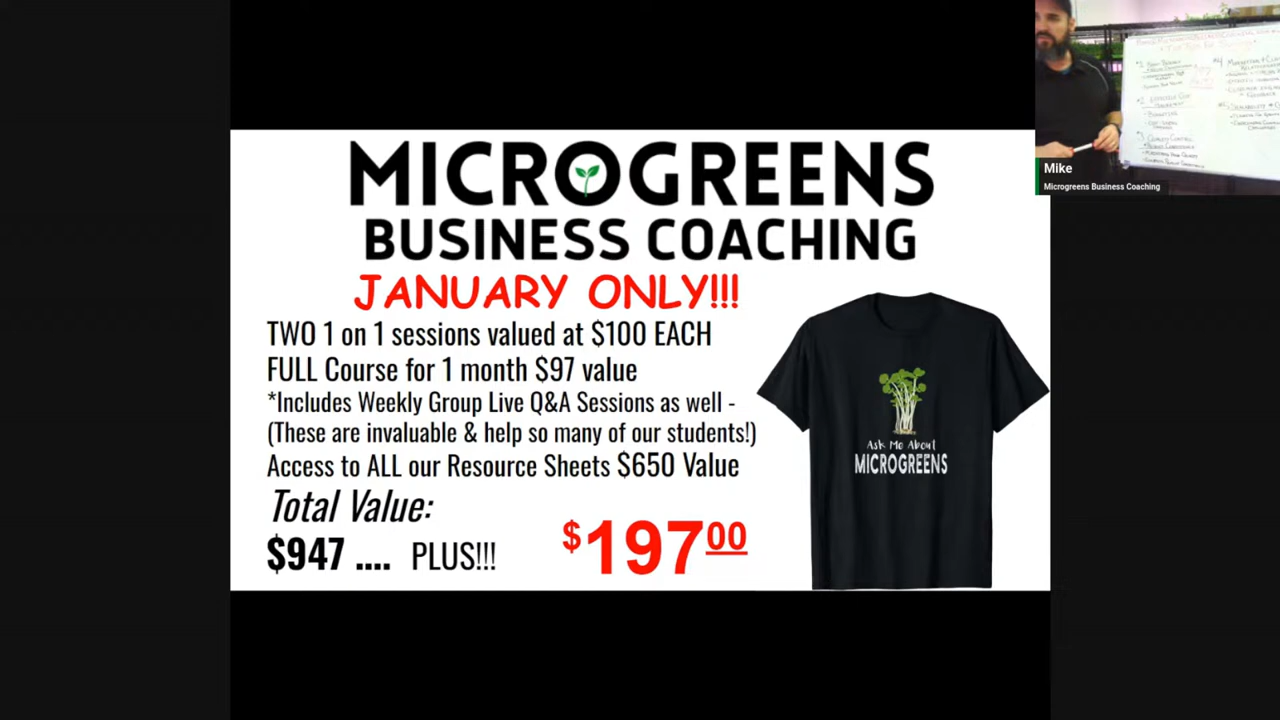 MICROGREENS
BUSINESS COACHING
JANUARY ONLY!!!
TWO 1 on 1 sessions valued at $100 EACH
FULL Course for 1 month $97 value
*Includes Weekly Group Live Q&A Sessions as well -
(These are invaluable & help so many of our students!)
Access to ALL our Resource Sheets $650 Value
Total Value:
$947 .... PLUS!!!
$197.00
Ask Me About
MICROGREENS
Mike
Microgreens Business Coaching